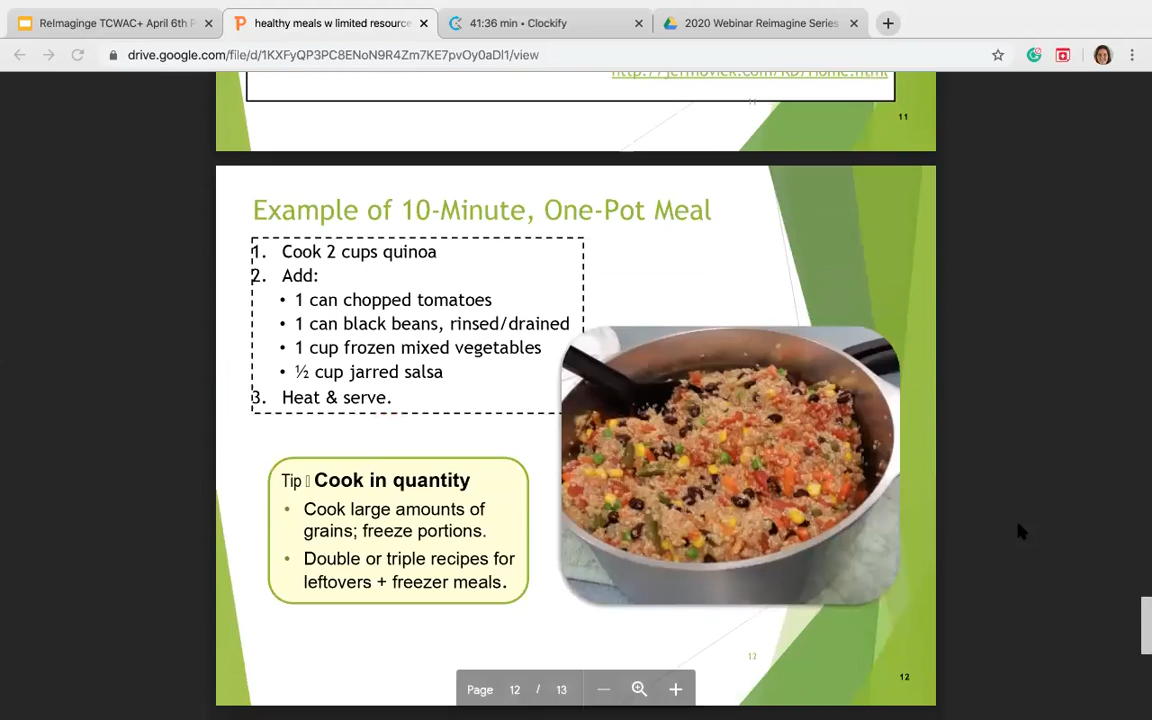 ReImaginge TCWAC+ April 6th P
healthy meals w limited resource
41:36 min • Clockify
2020 Webinar Reimagine Series
drive.google.com/file/d/1KXFyQP3PC8ENoN9R4Zm7KE7pvOy0aDl1/view
11
11
Example of 10-Minute, One-Pot Meal
1. Cook 2 cups quinoa
2. Add:
• 1 can chopped tomatoes
• 1 can black beans, rinsed/drained
• 1 cup frozen mixed vegetables
• ½ cup jarred salsa
3. Heat & serve.
Tip Cook in quantity
• Cook large amounts of
grains; freeze portions.
• Double or triple recipes for
leftovers + freezer meals.
12
12
Page 12 / 13